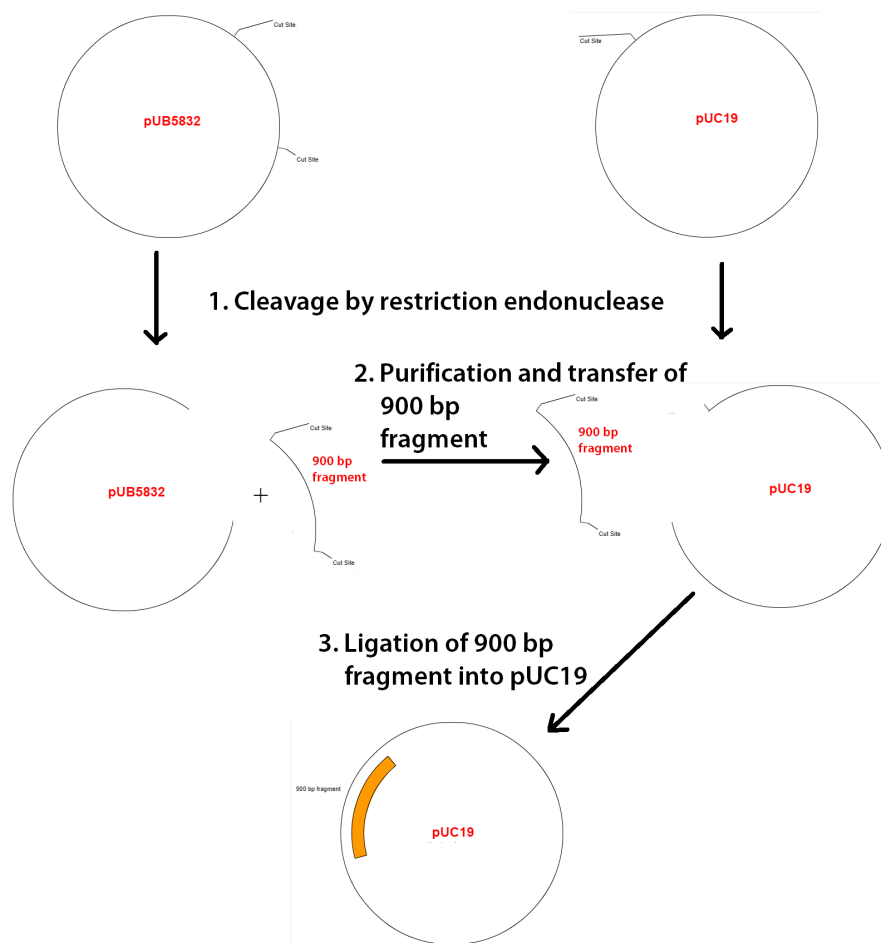 Cut Site
Cut Site
pUB5832
pUC19
Cut Site
1. Cleavage by restriction endonuclease
2. Purification and transfer of
900 bp
fragment
Cut Site
900 bp
fragment
pUB5832
+
Cut Site
Cut Site
900 bp
fragment
pUC19
Cut Site
3. Ligation of 900 bp
fragment into pUC19
900 bp fragment
pUC19